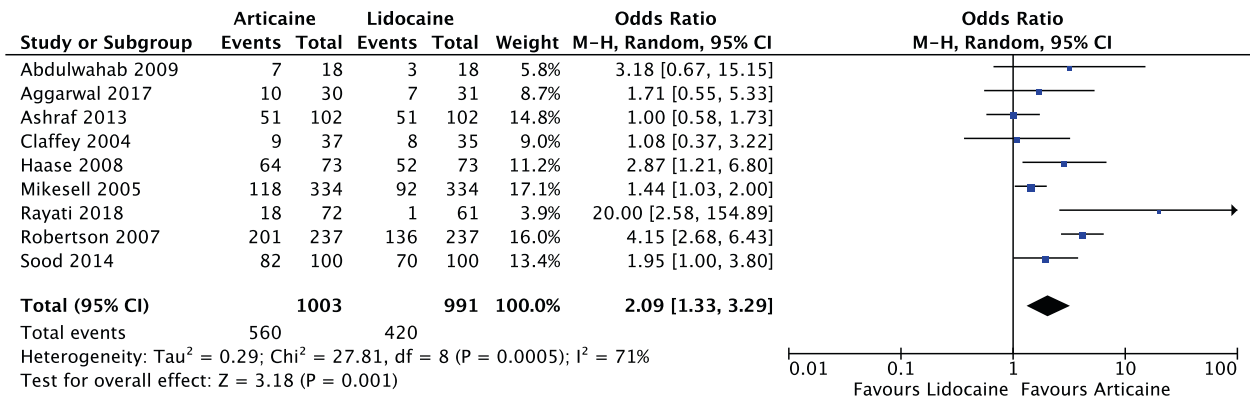 Articaine Lidocaine Odds Ratio Odds Ratio
Study or Subgroup Events Total Events Total Weight M-H, Random, 95% CI M-H, Random, 95% CI
Abdulwahab 2009 7 18 3 18 5.8% 3.18 [0.67, 15.15]
Aggarwal 2017 10 30 7 31 8.7% 1.71 [0.55, 5.33]
Ashraf 2013 51 102 51 102 14.8% 1.00 [0.58, 1.73]
Claffey 2004 9 37 8 35 9.0% 1.08 [0.37, 3.22]
Haase 2008 64 73 52 73 11.2% 2.87 [1.21, 6.80]
Mikesell 2005 118 334 92 334 17.1% 1.44 [1.03, 2.00]
Rayati 2018 18 72 1 61 3.9% 20.00 [2.58, 154.89]
Robertson 2007 201 237 136 237 16.0% 4.15 [2.68, 6.43]
Sood 2014 82 100 70 100 13.4% 1.95 [1.00, 3.80]
Total (95% CI) 1003 991 100.0% 2.09 [1.33, 3.29]
Total events 560 420
Heterogeneity: Tau² = 0.29; Chi² = 27.81, df = 8 (P = 0.0005); I² = 71%
Test for overall effect: Z = 3.18 (P = 0.001)
0.01 0.1 1 10 100
Favours Lidocaine Favours Articaine